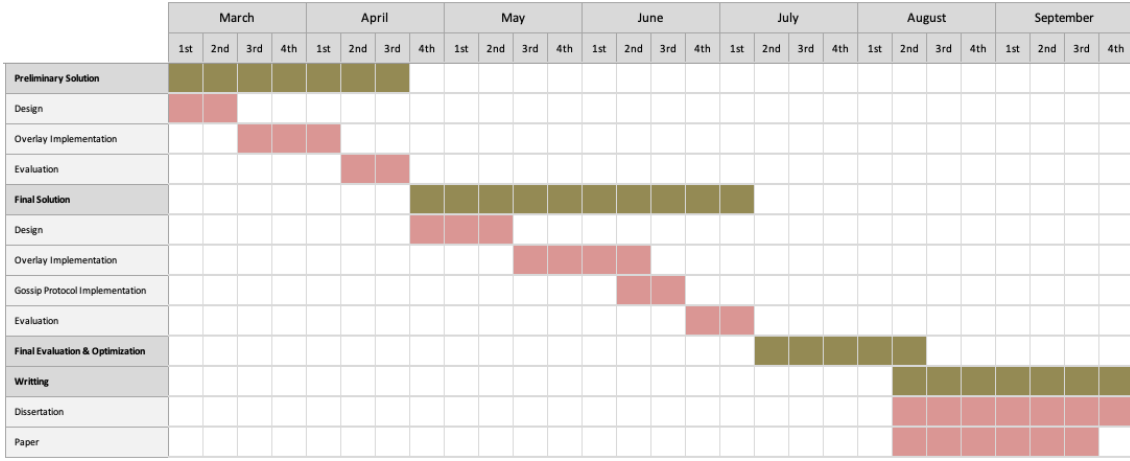 March April May June July August September
1st 2nd 3rd 4th 1st 2nd 3rd 4th 1st 2nd 3rd 4th 1st 2nd 3rd 4th 1st 2nd 3rd 4th 1st 2nd 3rd 4th 1st 2nd 3rd 4th
Preliminary Solution
Design
Overlay Implementation
Evaluation
Final Solution
Design
Overlay Implementation
Gossip Protocol Implementation
Evaluation
Final Evaluation & Optimization
Writting
Dissertation
Paper